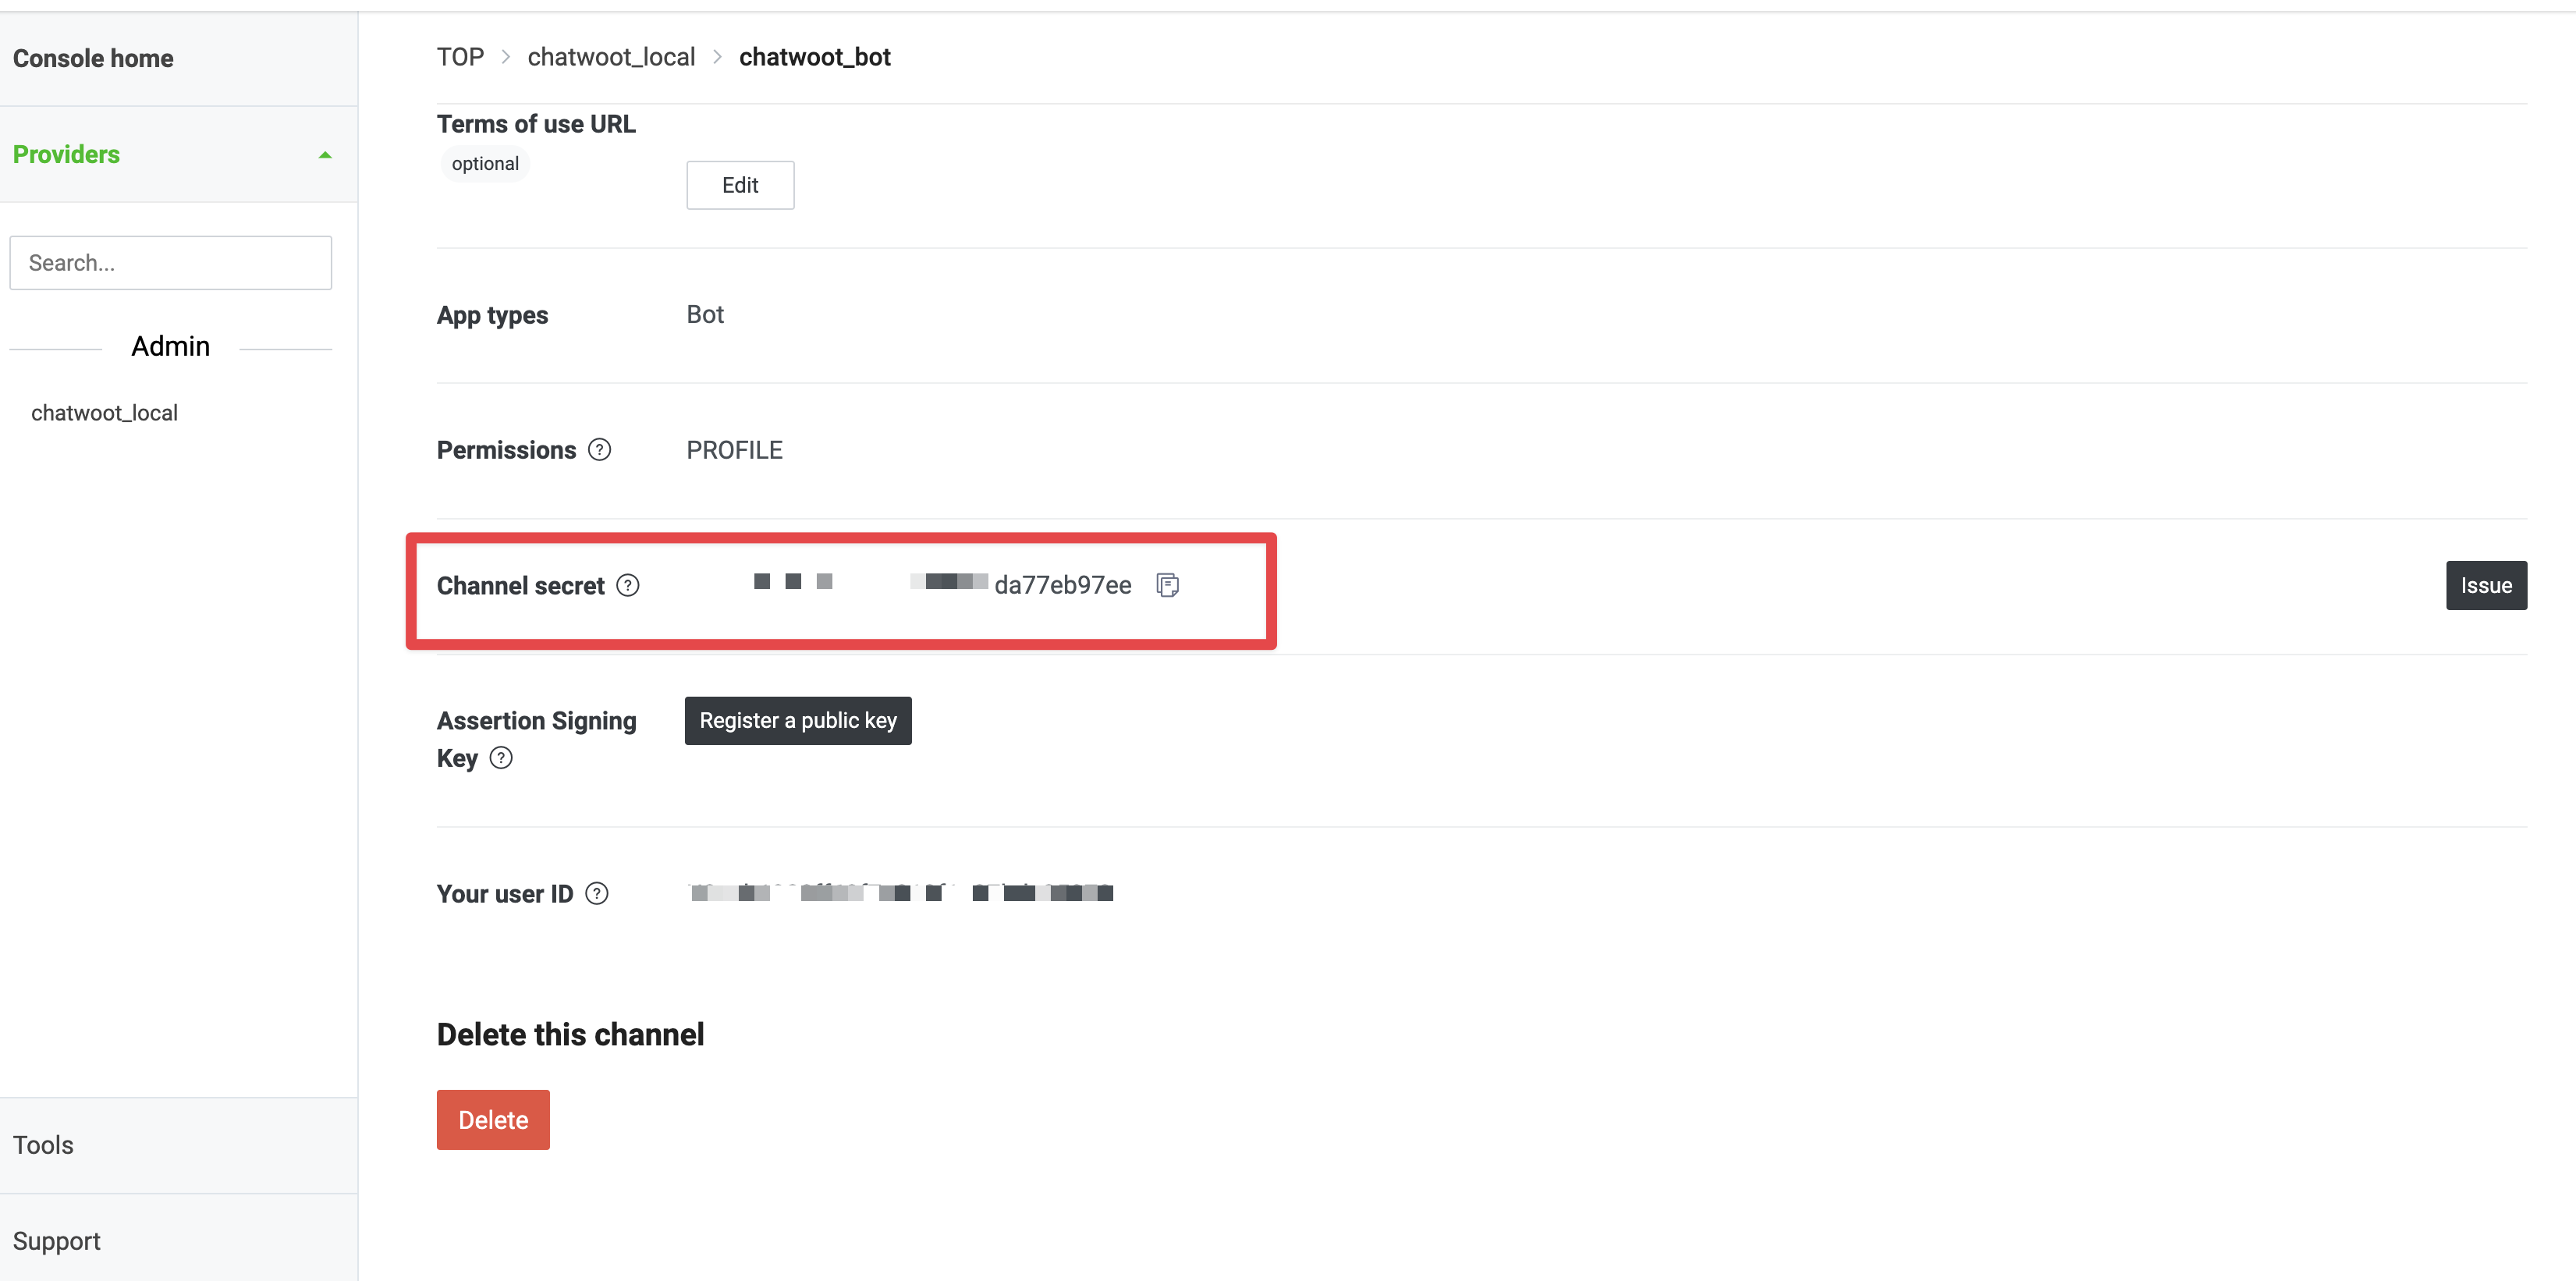 Console home
Providers
Search...
Admin
chatwoot_local
Tools
Support
TOP > chatwoot_local > chatwoot_bot
Terms of use URL
optional
Edit
App types Bot
Permissions ? PROFILE
Channel secret ? da77eb97ee
Issue
Assertion Signing
Key ?
Register a public key
Your user ID ?
Delete this channel
Delete